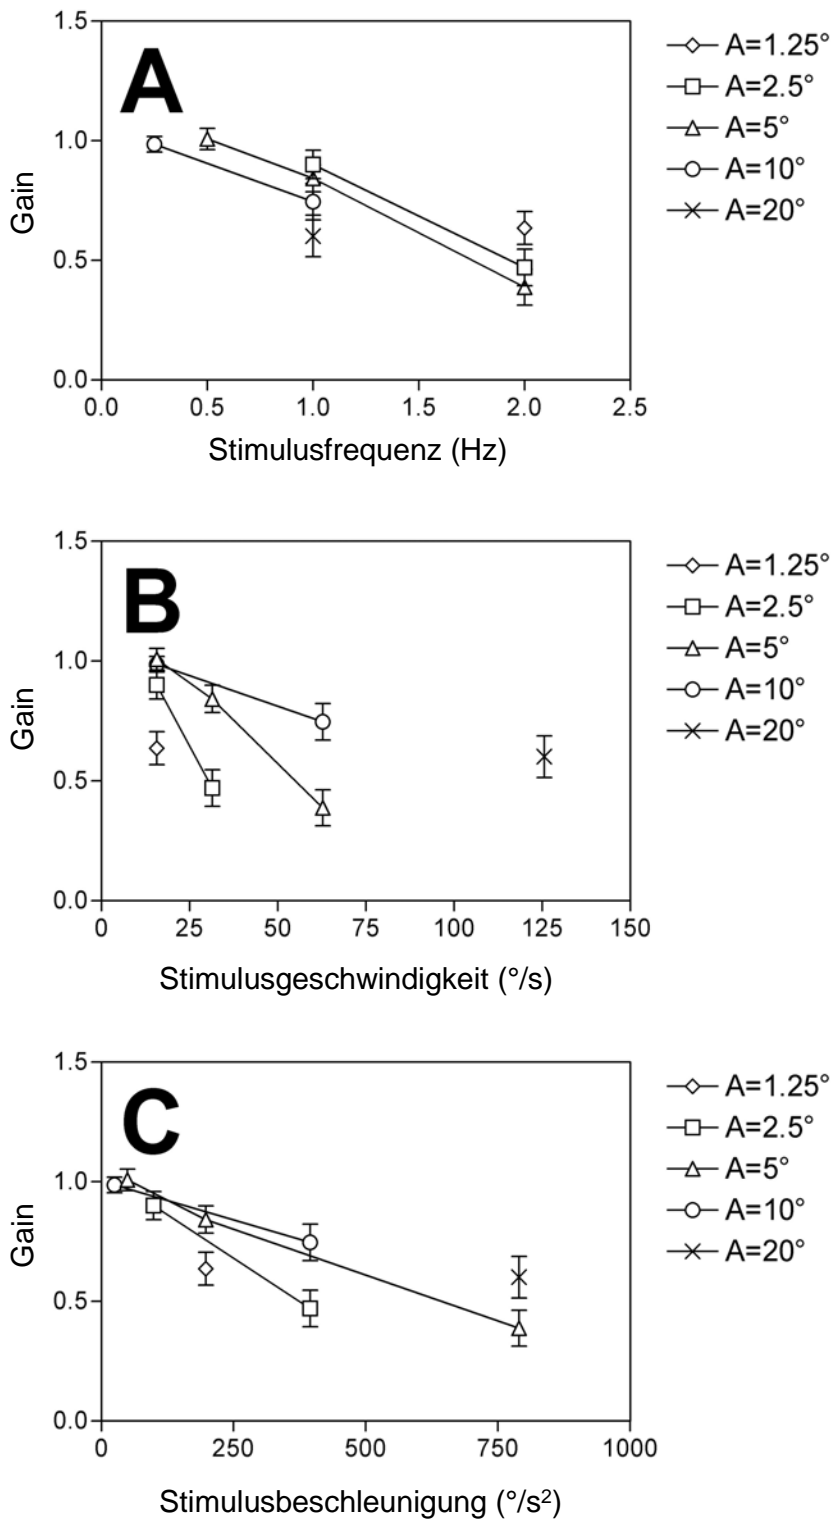 1.5
A
1.0
Gain
0.5
0.0
0.0 0.5 1.0 1.5 2.0 2.5
Stimulusfrequenz (Hz)
A=1.25°
A=2.5°
A=5°
A=10°
A=20°
1.5
B
1.0
Gain
0.5
0.0
0 25 50 75 100 125 150
Stimulusgeschwindigkeit (°/s)
A=1.25°
A=2.5°
A=5°
A=10°
A=20°
1.5
C
1.0
Gain
0.5
0.0
0 250 500 750 1000
Stimulusbeschleunigung (°/s²)
A=1.25°
A=2.5°
A=5°
A=10°
A=20°